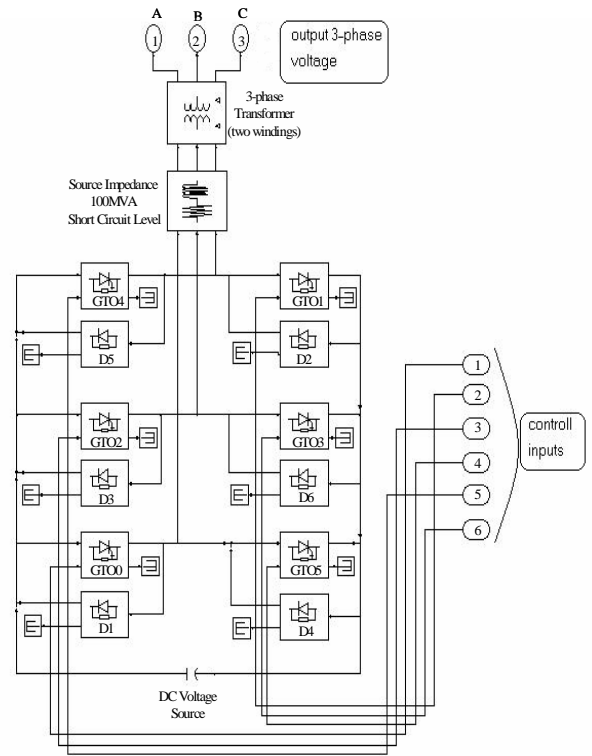 A B C
1 2 3
output 3-phase
voltage
3-phase
Transformer
(two windings)
Source Impedance
100MVA
Short Circuit Level
GTO4 GTO1
D5 D2
GTO2 GTO3
D3 D6
GTO0 GTO5
D1 D4
DC Voltage
Source
1
2
3
4
5
6
controll
inputs